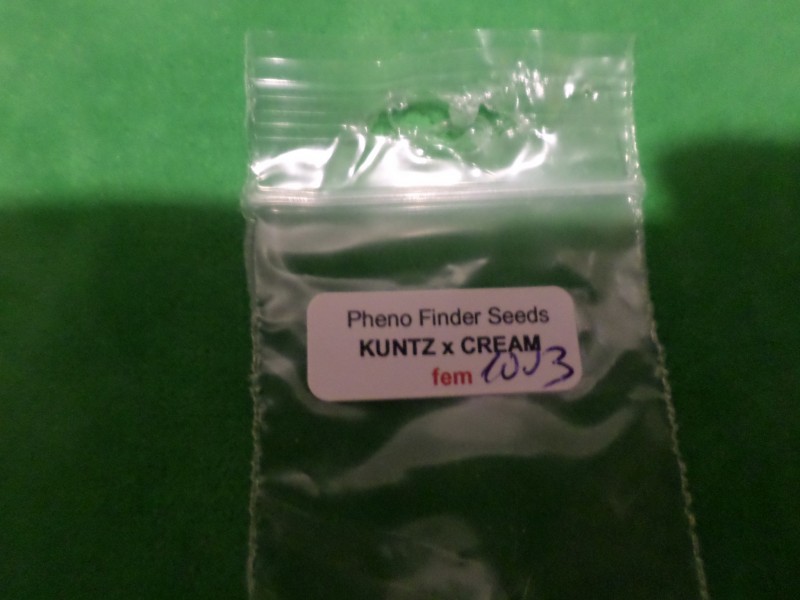 Pheno Finder Seeds
KUNTZ x CREAM
fem